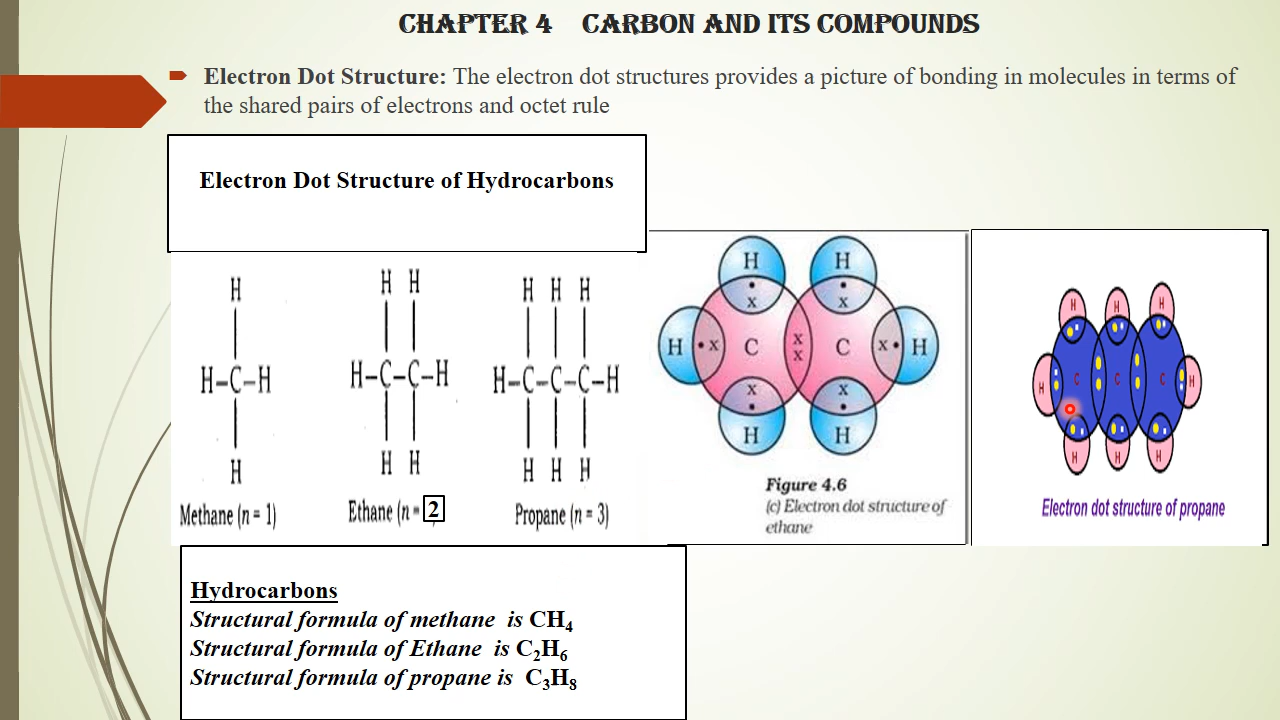 CHAPTER 4 CARBON AND ITS COMPOUNDS
Electron Dot Structure: The electron dot structures provides a picture of bonding in molecules in terms of
the shared pairs of electrons and octet rule
Electron Dot Structure of Hydrocarbons
H
H–C–H
H
Methane (n = 1)
H H
H–C–C–H
H H
Ethane (n = 2
H H H
H–C–C–C–H
H H H
Propane (n = 3)
H H
• •
x x
H •x C x x C x• H
x x
• •
H H
Figure 4.6
(c) Electron dot structure of
ethane
H H H
H C C C H
H H H
Electron dot structure of propane
Hydrocarbons
Structural formula of methane is CH₄
Structural formula of Ethane is C₂H₆
Structural formula of propane is C₃H₈